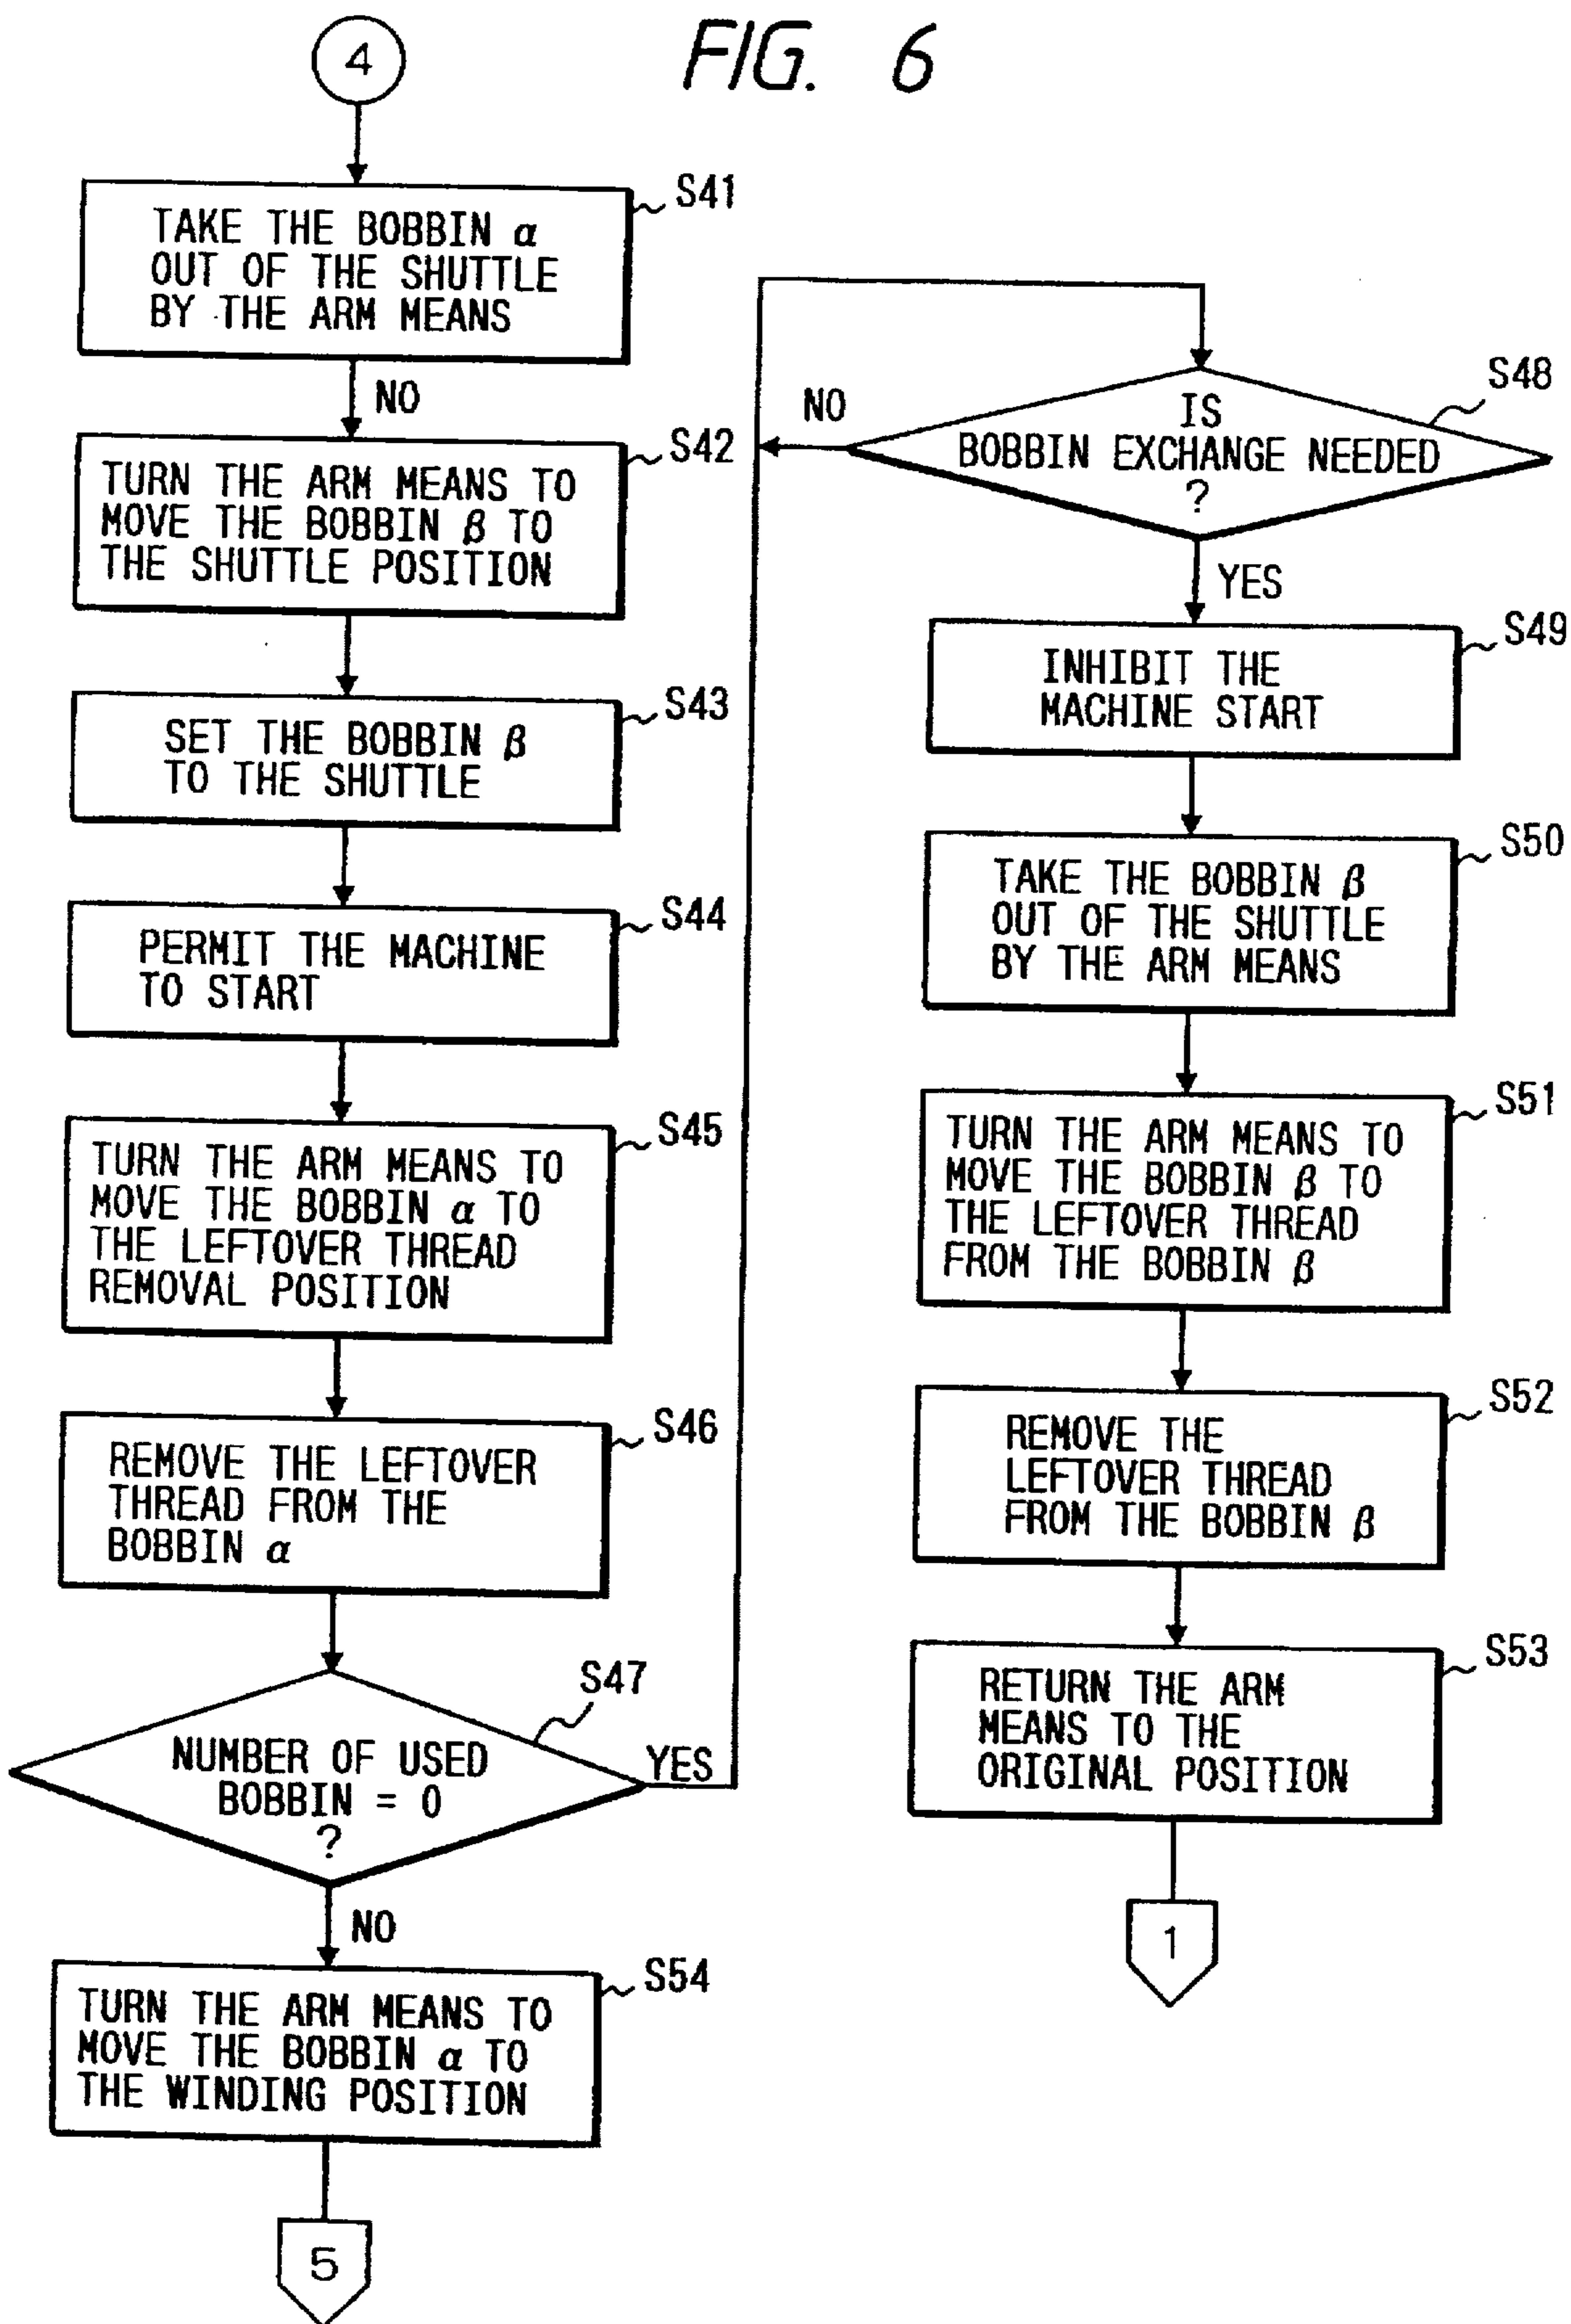 FIG. 6
4
S41
TAKE THE BOBBIN α
OUT OF THE SHUTTLE
BY THE ARM MEANS
NO
S42
TURN THE ARM MEANS TO
MOVE THE BOBBIN β TO
THE SHUTTLE POSITION
S43
SET THE BOBBIN β
TO THE SHUTTLE
S44
PERMIT THE MACHINE
TO START
S45
TURN THE ARM MEANS TO
MOVE THE BOBBIN α TO
THE LEFTOVER THREAD
REMOVAL POSITION
S46
REMOVE THE LEFTOVER
THREAD FROM THE
BOBBIN α
S47
NUMBER OF USED
BOBBIN = 0
?
YES
NO
S54
TURN THE ARM MEANS TO
MOVE THE BOBBIN α TO
THE WINDING POSITION
5
S48
NO
IS
BOBBIN EXCHANGE NEEDED
?
YES
S49
INHIBIT THE
MACHINE START
S50
TAKE THE BOBBIN β
OUT OF THE SHUTTLE
BY THE ARM MEANS
S51
TURN THE ARM MEANS TO
MOVE THE BOBBIN β TO
THE LEFTOVER THREAD
FROM THE BOBBIN β
S52
REMOVE THE
LEFTOVER THREAD
FROM THE BOBBIN β
S53
RETURN THE ARM
MEANS TO THE
ORIGINAL POSITION
1